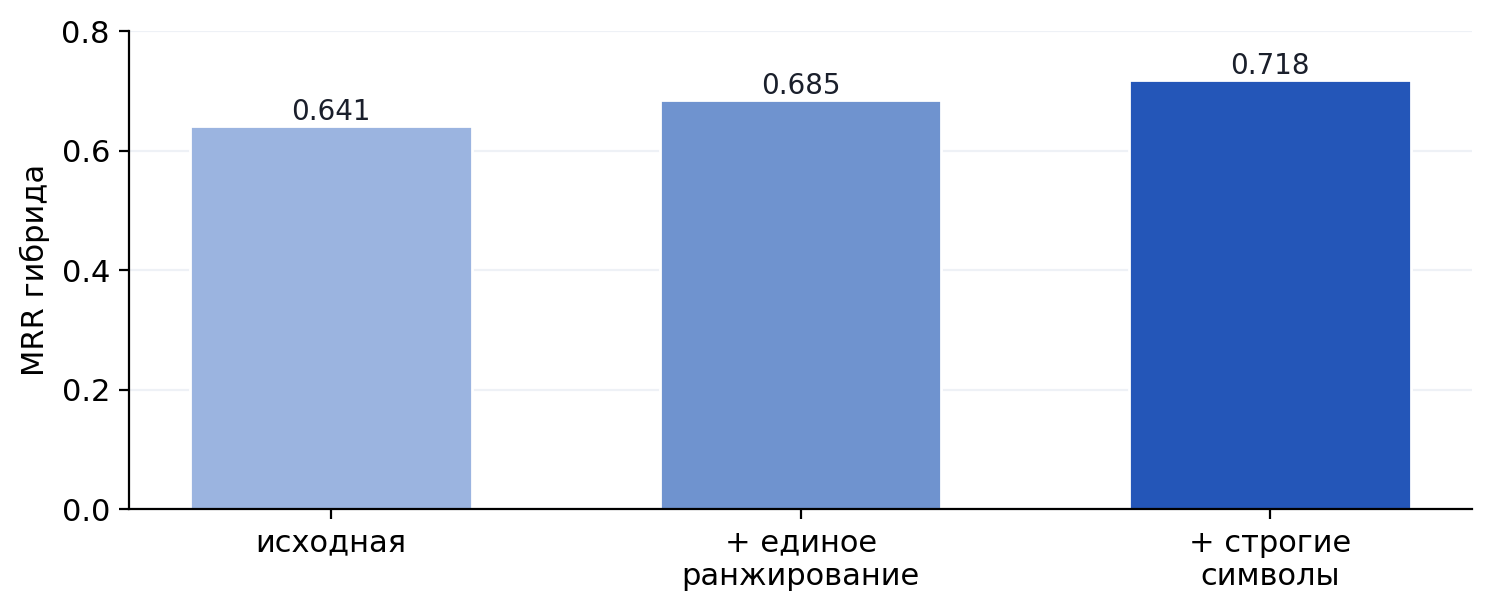 MRR гибрида
0.8
0.6
0.4
0.2
0.0
0.641
0.685
0.718
исходная
+ единое
ранжирование
+ строгие
символы